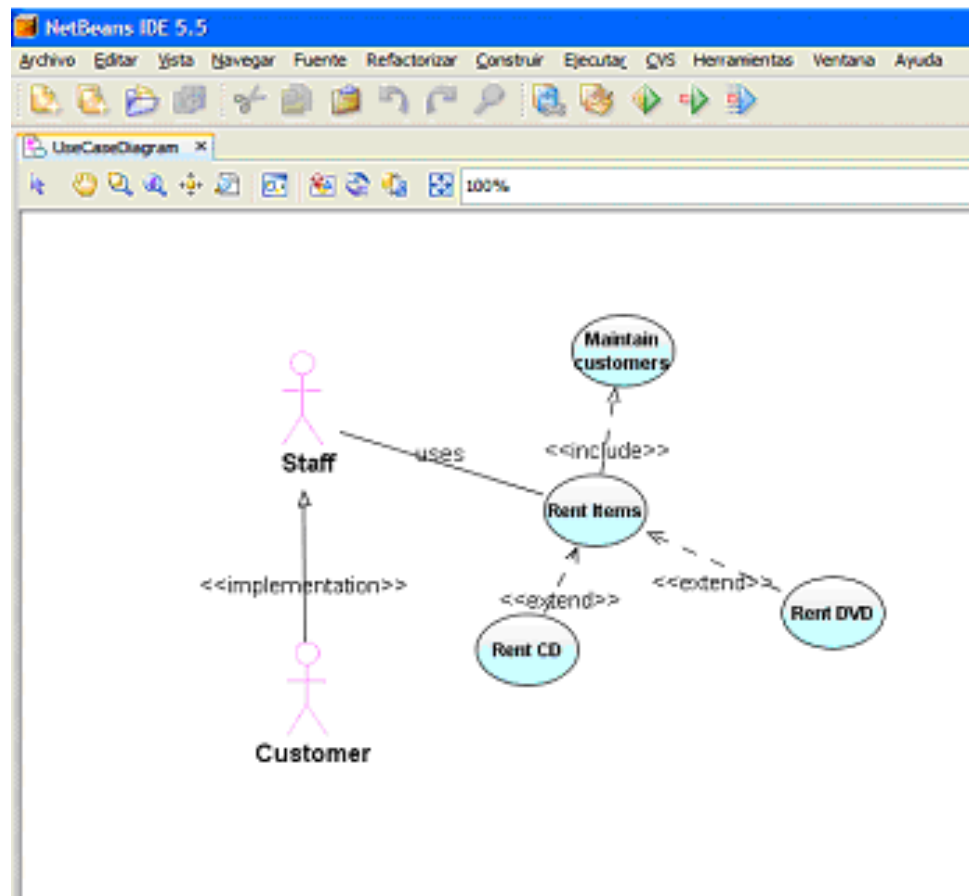 NetBeans IDE 5.5
Archivo Editar Vista Navegar Fuente Refactorizar Construir Ejecutar CVS Herramientas Ventana Ayuda
UseCaseDiagram
100%
Maintain
customers
<<include>>
uses
Staff
Rent Items
<<implementation>>
<<extend>>
<<extend>>
Rent DVD
Rent CD
Customer